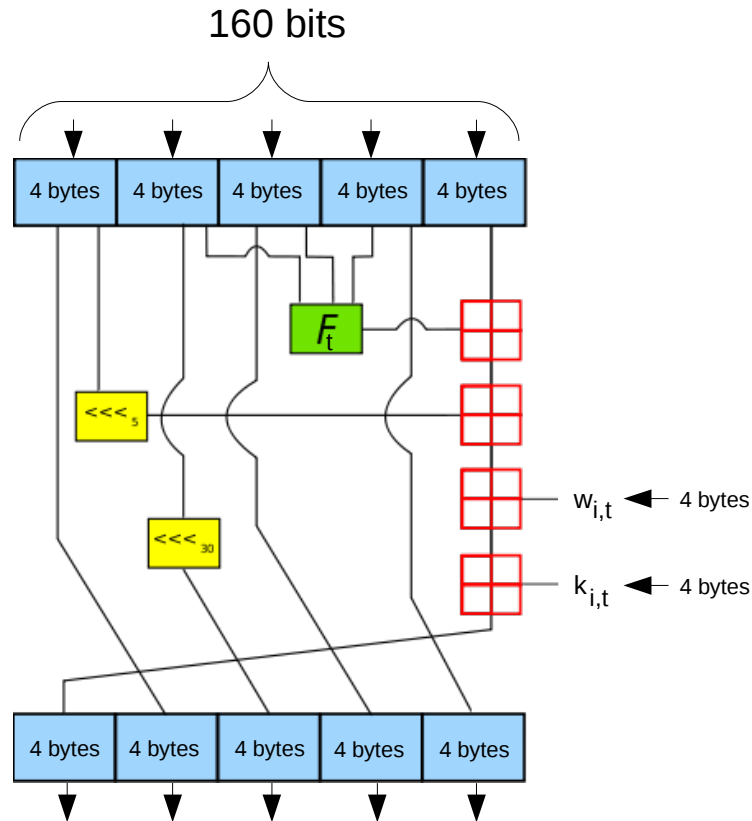 160 bits
4 bytes 4 bytes 4 bytes 4 bytes 4 bytes
Ft
<<< 5
w i,t 4 bytes
<<< 30
k i,t 4 bytes
4 bytes 4 bytes 4 bytes 4 bytes 4 bytes